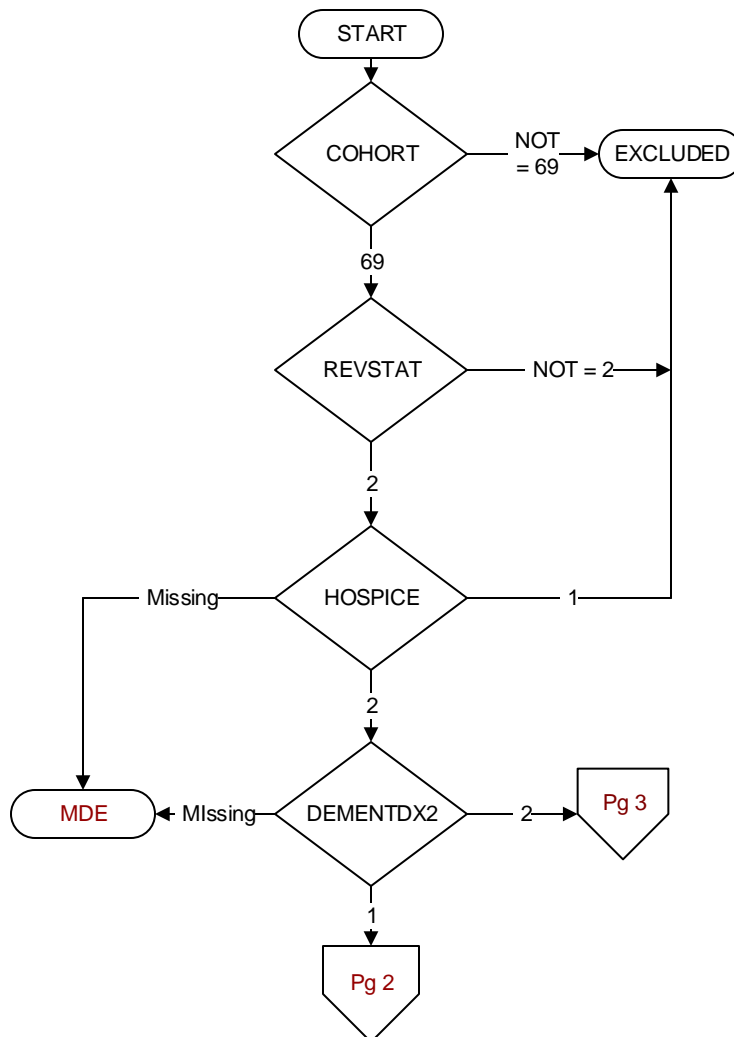 START
COHORT
NOT
= 69
EXCLUDED
69
REVSTAT
NOT = 2
2
Missing
HOSPICE
1
2
MDE
MIssing
DEMENTDX2
2
Pg 3
1
Pg 2